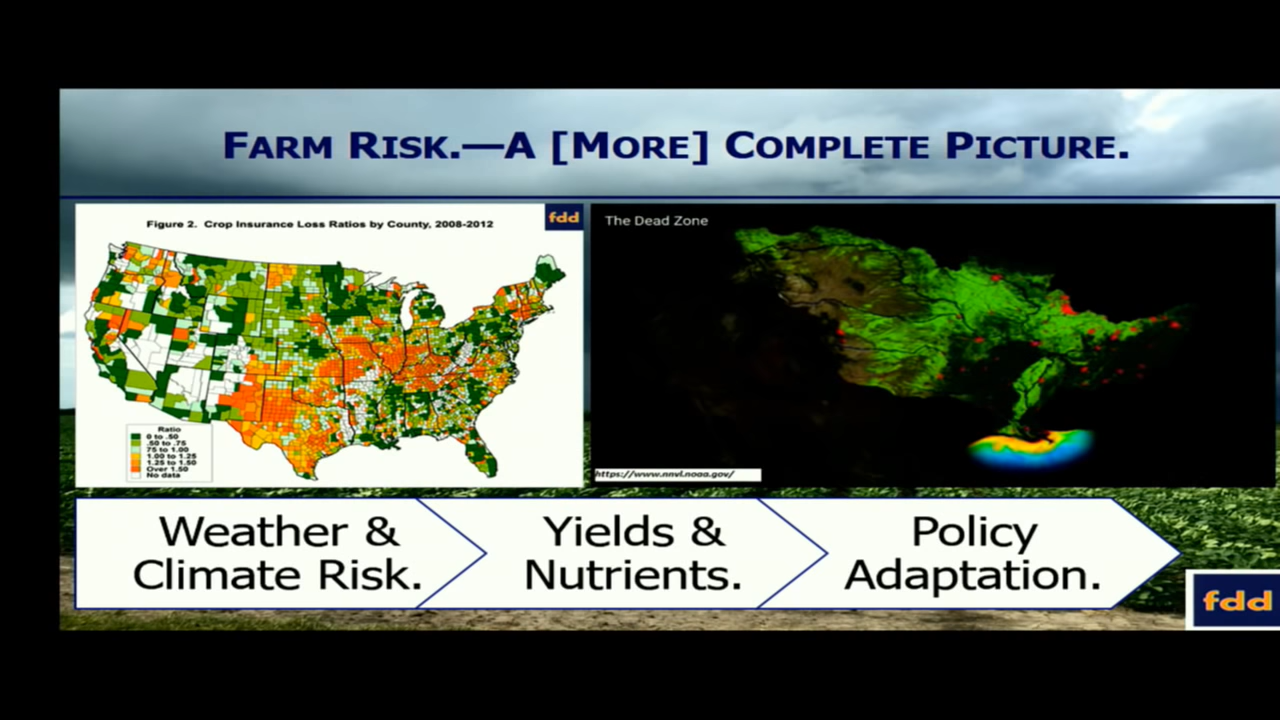 FARM RISK.—A [MORE] COMPLETE PICTURE.
Figure 2. Crop Insurance Loss Ratios by County, 2008-2012
fdd
Ratio
0 to .50
.50 to .75
75 to 1.00
1.00 to 1.25
1.25 to 1.50
Over 1.50
No data
The Dead Zone
https://www.nnvl.noaa.gov/
Weather &
Climate Risk.
Yields &
Nutrients.
Policy
Adaptation.
fdd